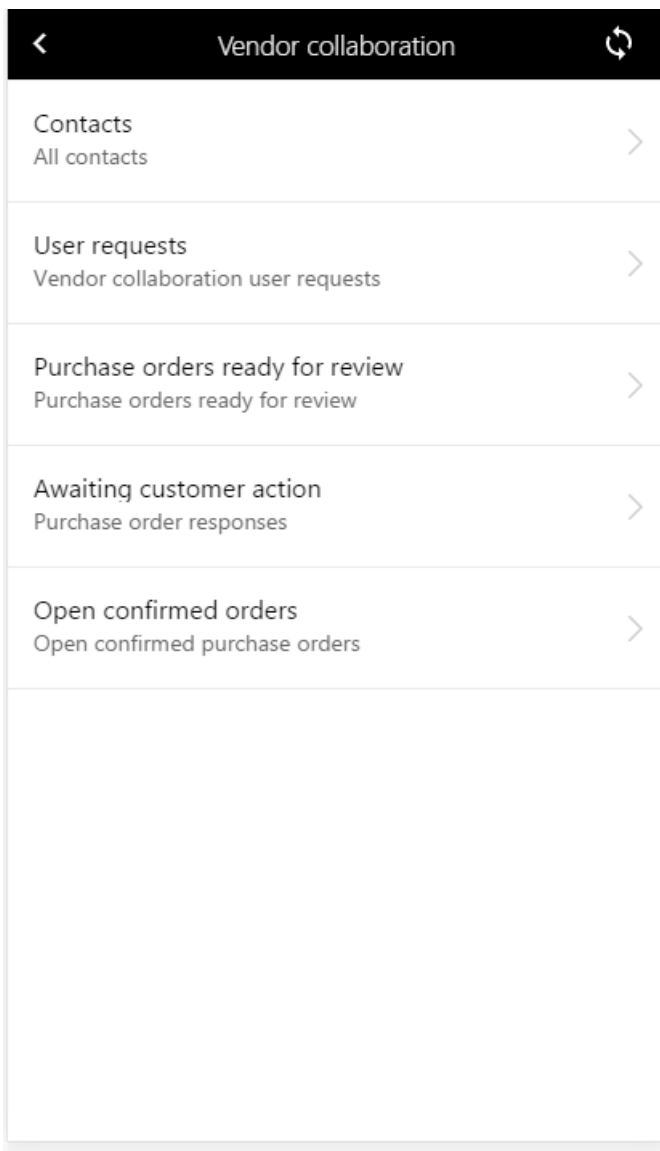 Vendor collaboration
Contacts
All contacts
User requests
Vendor collaboration user requests
Purchase orders ready for review
Purchase orders ready for review
Awaiting customer action
Purchase order responses
Open confirmed orders
Open confirmed purchase orders